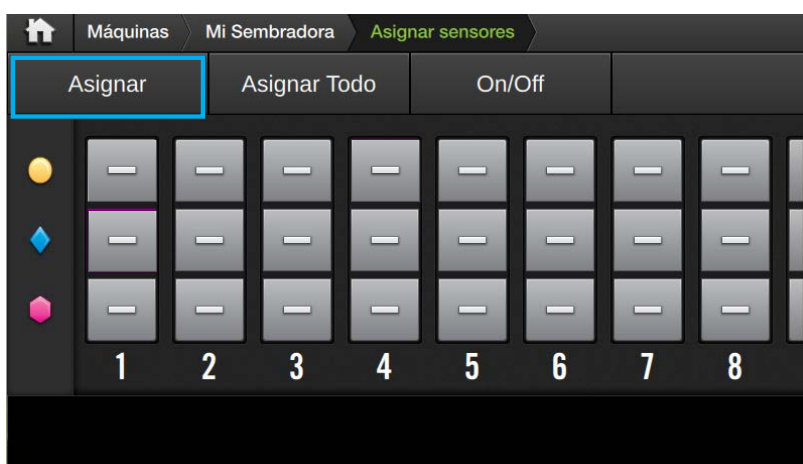 Máquinas Mi Sembradora Asignar sensores
Asignar Asignar Todo On/Off
1 2 3 4 5 6 7 8